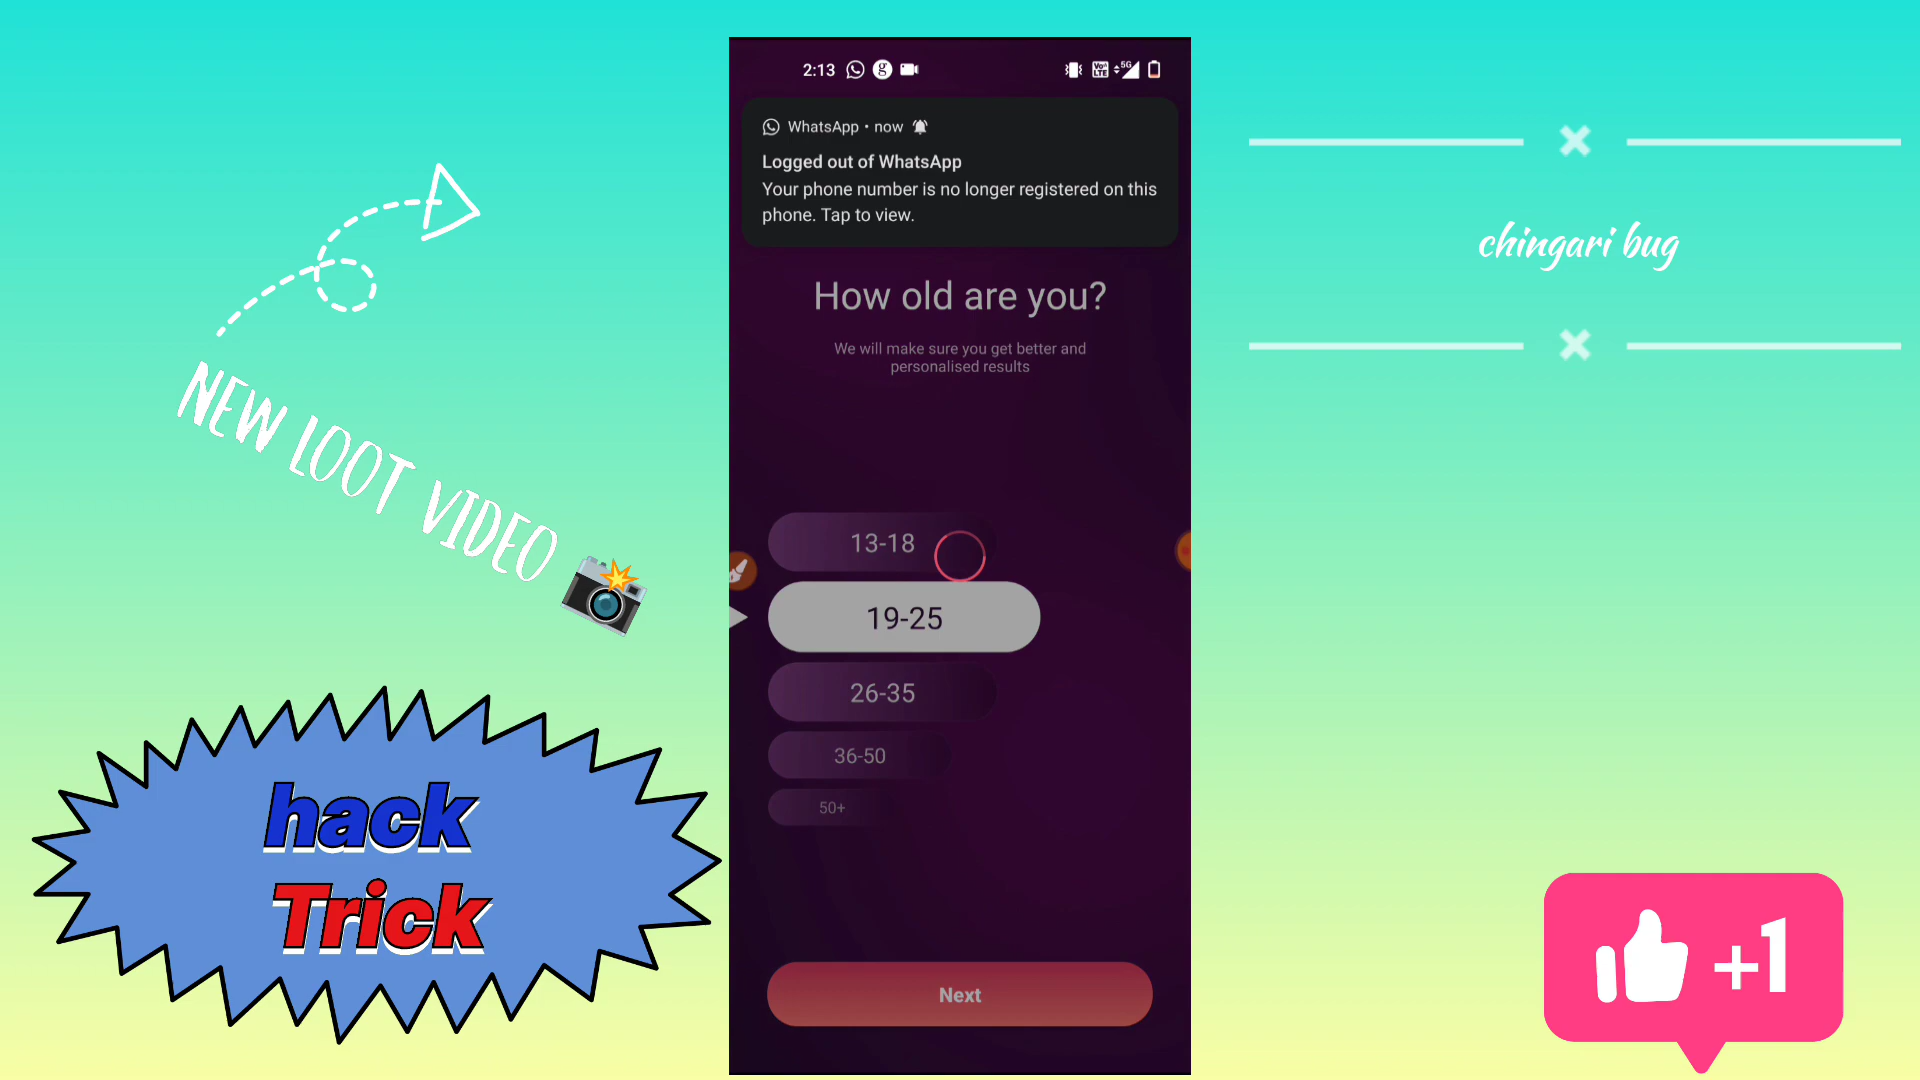 2:13
5G
WhatsApp • now
Logged out of WhatsApp
Your phone number is no longer registered on this
phone. Tap to view.
How old are you?
We will make sure you get better and
personalised results
13-18
19-25
26-35
36-50
50+
Next
NEW LOOT VIDEO
hack
Trick
chingari bug
+1